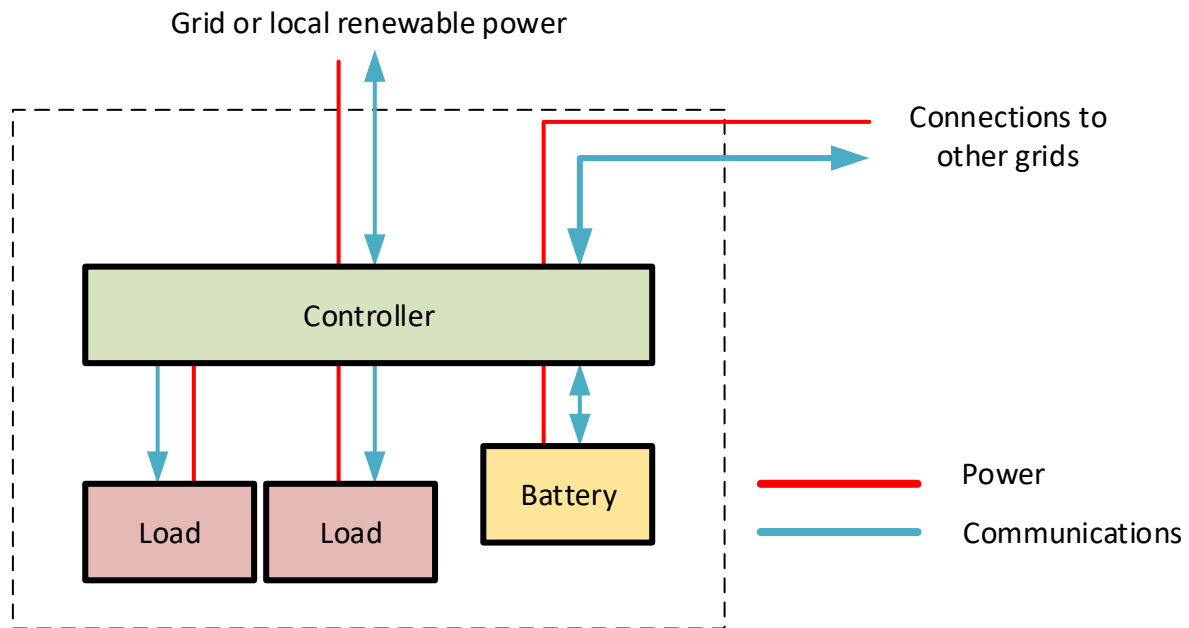 Grid or local renewable power
Connections to
other grids
Controller
Load
Load
Battery
Power
Communications